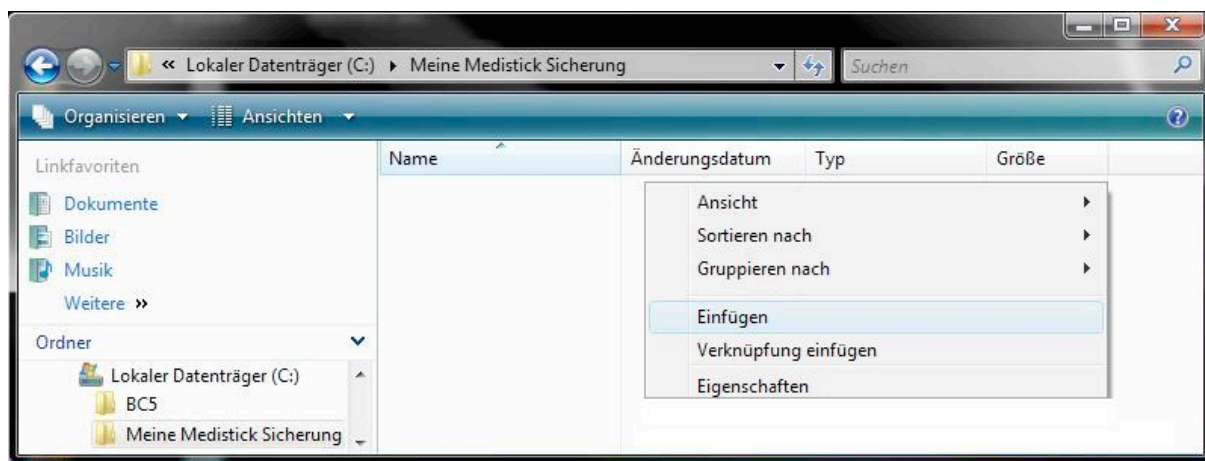 « Lokaler Datenträger (C:) Meine Medistick Sicherung Suchen
Organisieren Ansichten ?
Linkfavoriten
Name Änderungsdatum Typ Größe
Dokumente
Bilder
Musik
Weitere »
Ordner
Lokaler Datenträger (C:)
BC5
Meine Medistick Sicherung
Ansicht
Sortieren nach
Gruppieren nach
Einfügen
Verknüpfung einfügen
Eigenschaften